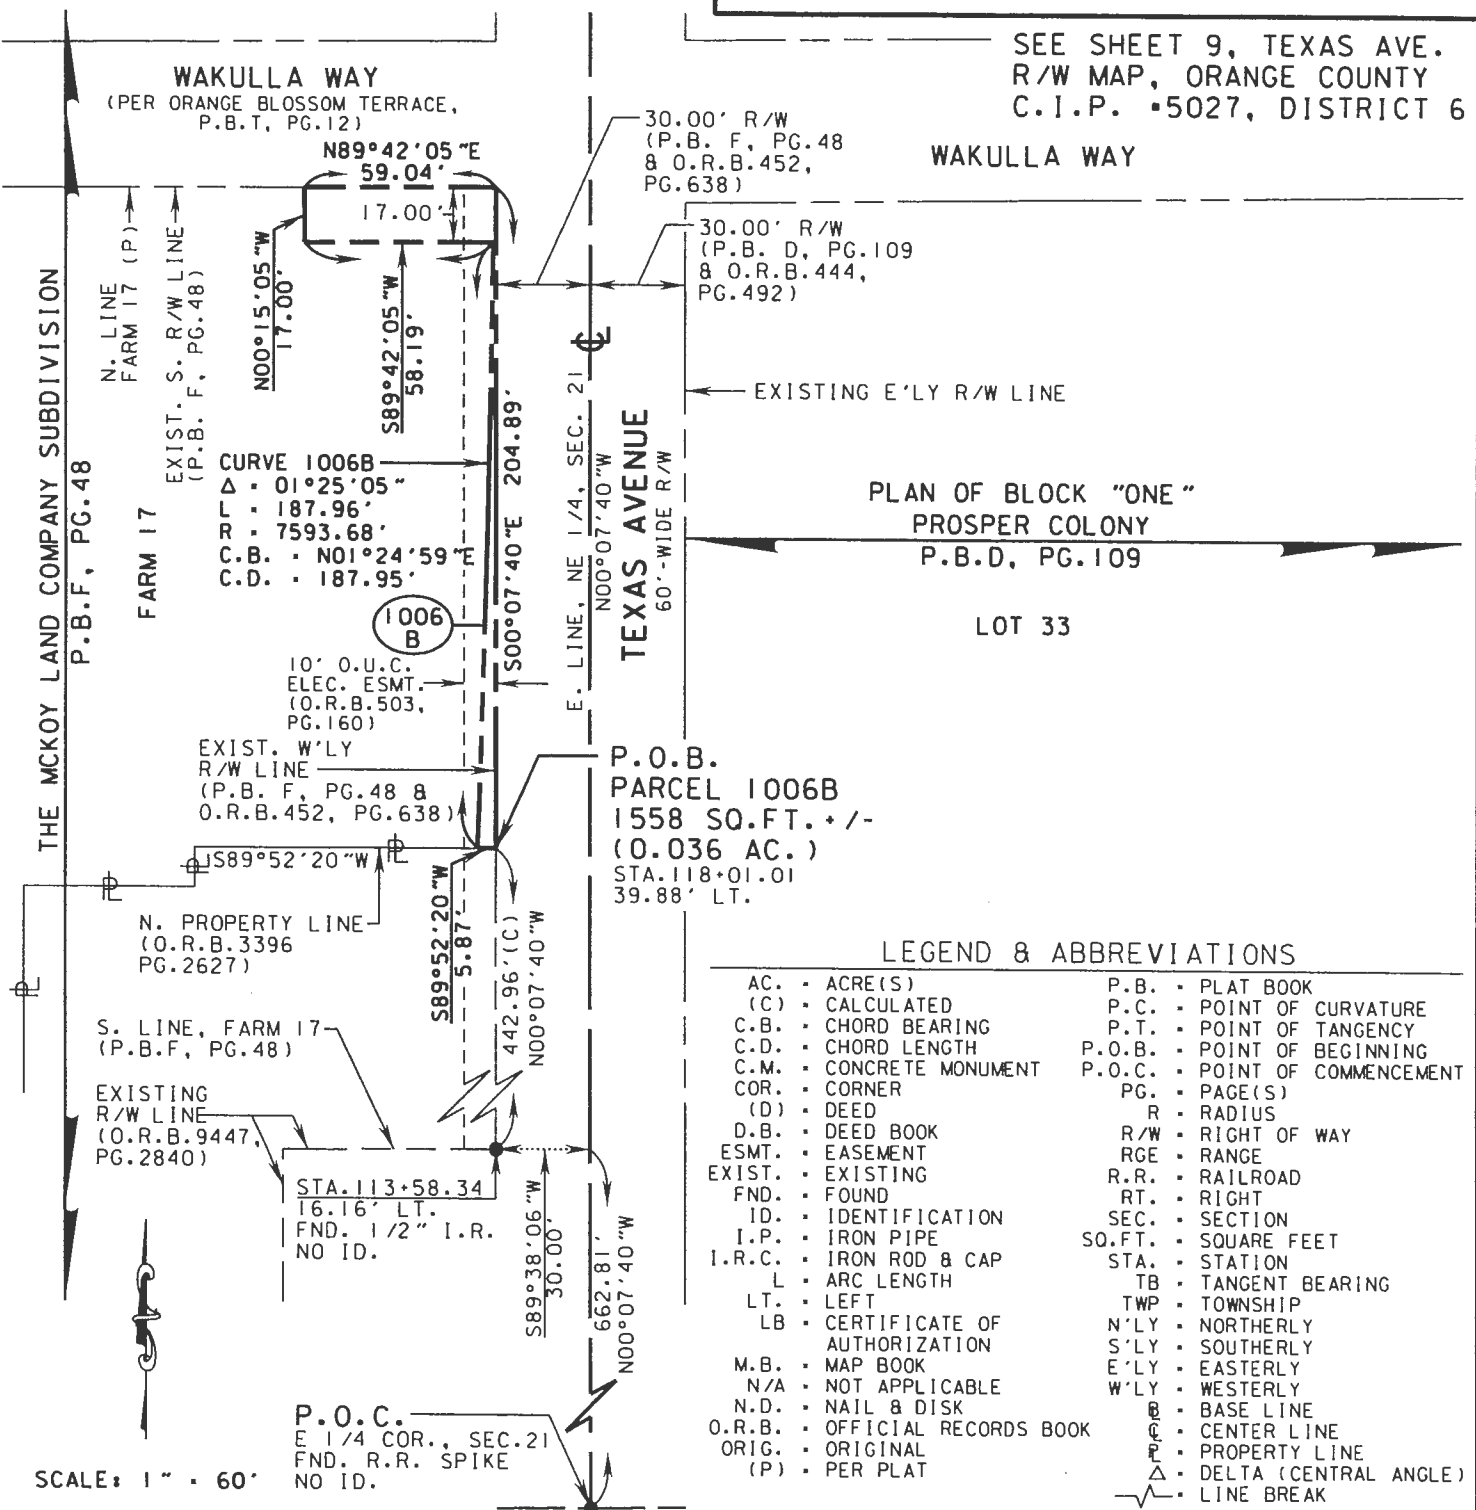 SEE SHEET 9, TEXAS AVE.
R/W MAP, ORANGE COUNTY
C.I.P. #5027, DISTRICT 6
WAKULLA WAY
(PER ORANGE BLOSSOM TERRACE,
P.B.T, PG.12)
N89°42'05"E
59.04'
17.00'
30.00' R/W
(P.B. F, PG.48
& O.R.B.452,
PG.638)
WAKULLA WAY
30.00' R/W
(P.B. D, PG.109
& O.R.B.444,
PG.492)
N. LINE
FARM 17 (P)
EXIST. S. R/W LINE
(P.B. F, PG.48)
N00°15'05"W
17.00'
S89°42'05"W
58.19'
THE MCKOY LAND COMPANY SUBDIVISION
P.B.F, PG.48
FARM 17
EXISTING E'LY R/W LINE
CURVE 1006B
Δ = 01°25'05"
L = 187.96'
R = 7593.68'
C.B. = N01°24'59"E
C.D. = 187.95'
S00°07'40"E 204.89'
E. LINE, NE 1/4, SEC. 21
N00°07'40"W
TEXAS AVENUE
60'-WIDE R/W
PLAN OF BLOCK "ONE"
PROSPER COLONY
P.B.D, PG.109
LOT 33
1006
B
10' O.U.C.
ELEC. ESMT.
(O.R.B.503,
PG.160)
EXIST. W'LY
R/W LINE
(P.B. F, PG.48 &
O.R.B.452, PG.638)
P.O.B.
PARCEL 1006B
1558 SQ.FT.+/-
(0.036 AC.)
STA.118+01.01
39.88' LT.
S89°52'20"W
N. PROPERTY LINE
(O.R.B.3396
PG.2627)
S89°52'20"W
5.87'
442.96'(C)
N00°07'40"W
S. LINE, FARM 17
(P.B.F, PG.48)
EXISTING
R/W LINE
(O.R.B.9447,
PG.2840)
STA.113+58.34
16.16' LT.
FND. 1/2" I.R.
NO ID.
S89°38'06"W
30.00'
662.81'
N00°07'40"W
P.O.C.
E 1/4 COR., SEC.21
FND. R.R. SPIKE
NO ID.
SCALE: 1" = 60'
LEGEND & ABBREVIATIONS
AC. = ACRE(S)
(C) = CALCULATED
C.B. = CHORD BEARING
C.D. = CHORD LENGTH
C.M. = CONCRETE MONUMENT
COR. = CORNER
(D) = DEED
D.B. = DEED BOOK
ESMT. = EASEMENT
EXIST. = EXISTING
FND. = FOUND
ID. = IDENTIFICATION
I.P. = IRON PIPE
I.R.C. = IRON ROD & CAP
L = ARC LENGTH
LT. = LEFT
LB = CERTIFICATE OF
AUTHORIZATION
M.B. = MAP BOOK
N/A = NOT APPLICABLE
N.D. = NAIL & DISK
O.R.B. = OFFICIAL RECORDS BOOK
ORIG. = ORIGINAL
(P) = PER PLAT
P.B. = PLAT BOOK
P.C. = POINT OF CURVATURE
P.T. = POINT OF TANGENCY
P.O.B. = POINT OF BEGINNING
P.O.C. = POINT OF COMMENCEMENT
PG. = PAGE(S)
R = RADIUS
R/W = RIGHT OF WAY
RGE = RANGE
R.R. = RAILROAD
RT. = RIGHT
SEC. = SECTION
SQ.FT. = SQUARE FEET
STA. = STATION
TB = TANGENT BEARING
TWP = TOWNSHIP
N'LY = NORTHERLY
S'LY = SOUTHERLY
E'LY = EASTERLY
W'LY = WESTERLY
BL = BASE LINE
CL = CENTER LINE
PL = PROPERTY LINE
Δ = DELTA (CENTRAL ANGLE)
= LINE BREAK